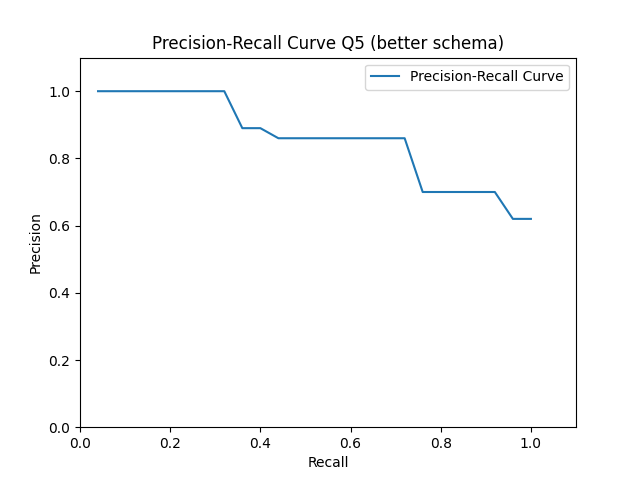 Precision-Recall Curve Q5 (better schema)
Precision-Recall Curve
1.0
0.8
0.6
0.4
0.2
0.0
Precision
0.0 0.2 0.4 0.6 0.8 1.0
Recall